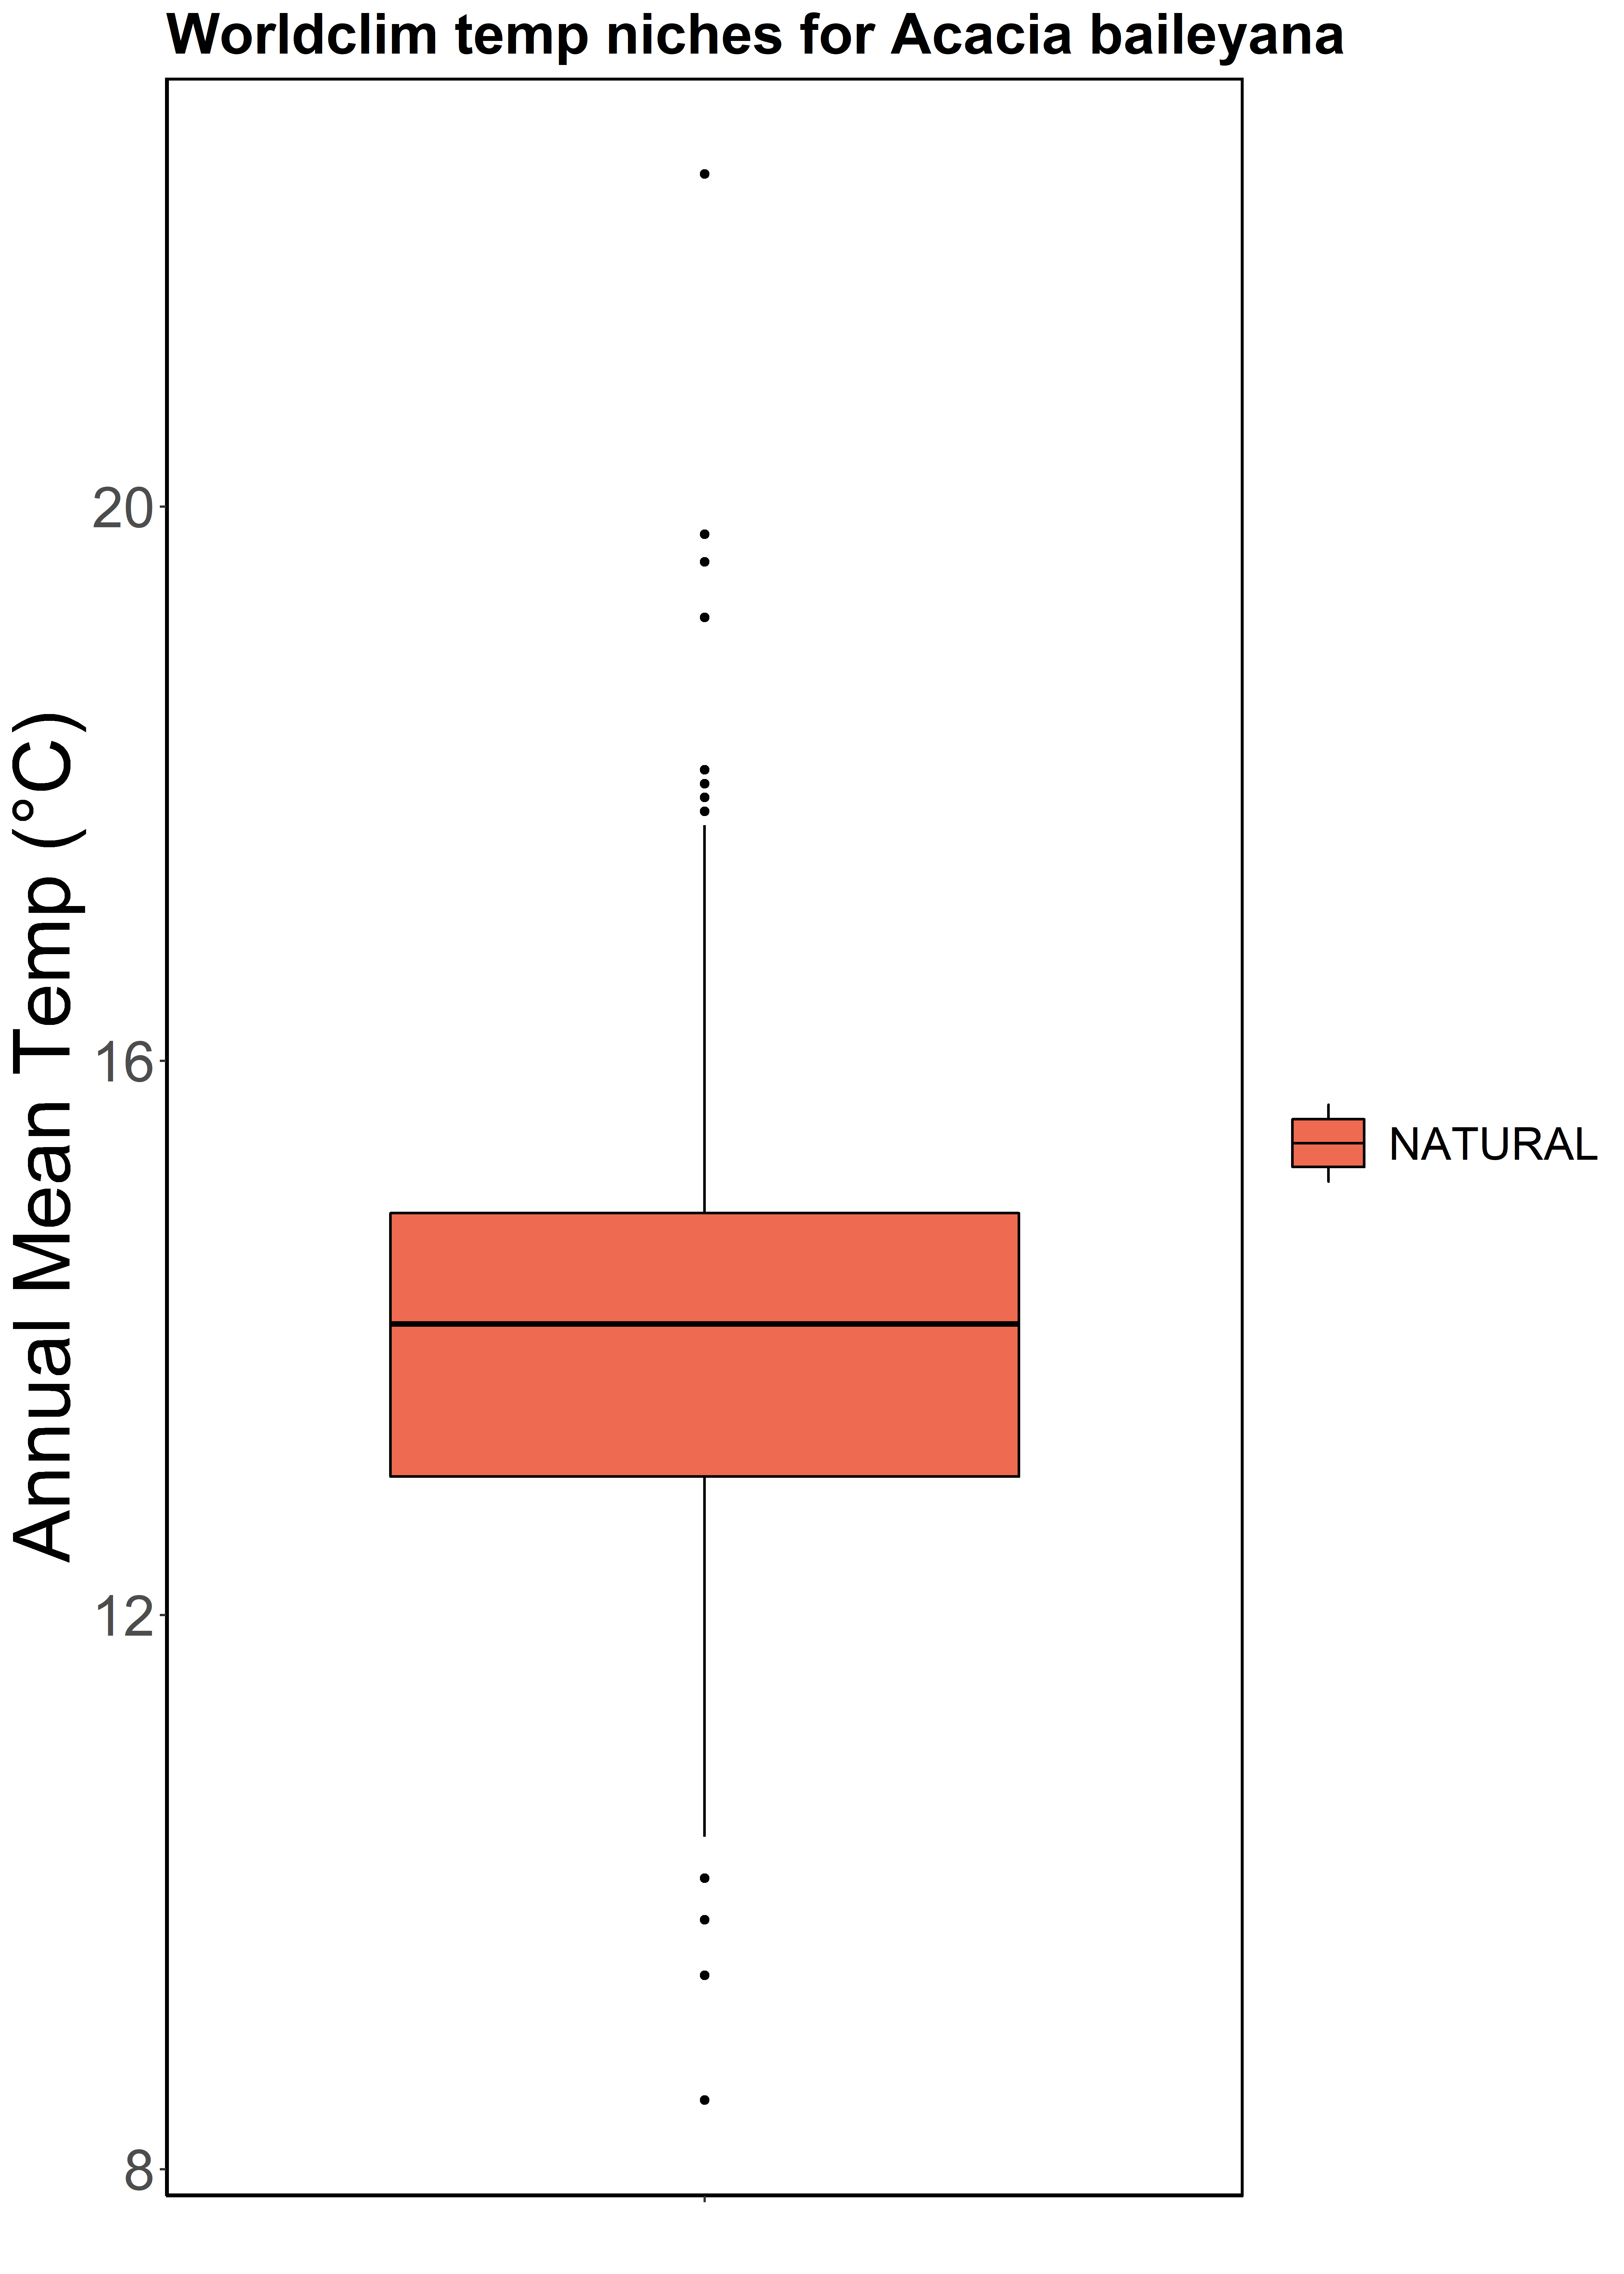 Worldclim temp niches for Acacia baileyana
Annual Mean Temp (°C)
20
16
12
8
NATURAL